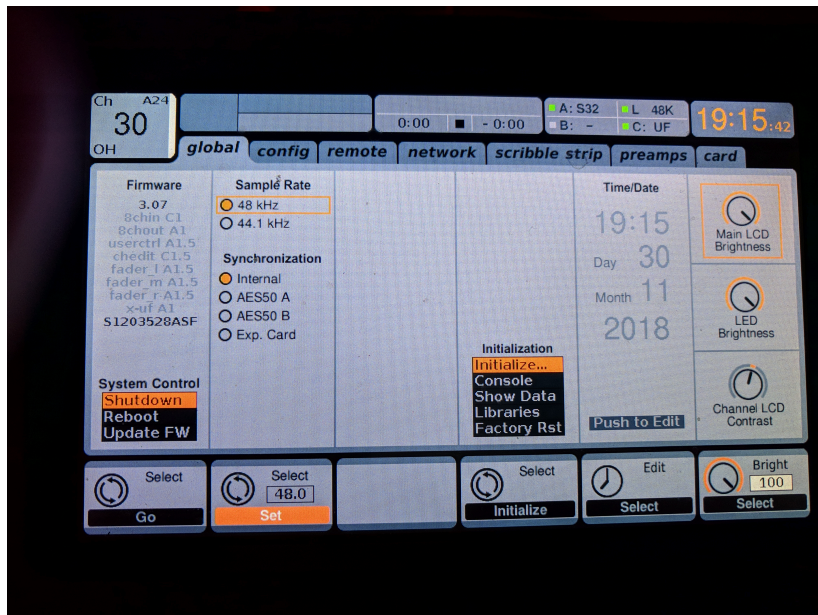 Ch A24
30
OH
0:00 ■ - 0:00
A: S32 L 48K
B: - C: UF
19:15:42
global config remote network scribble strip preamps card
Firmware
3.07
8chin C1
8chout A1
userctrl A1.5
chedit C1.5
fader_l A1.5
fader_m A1.5
fader_r A1.5
x-uf A1
S1203528ASF
System Control
Shutdown
Reboot
Update FW
Sample Rate
48 kHz
44.1 kHz
Synchronization
Internal
AES50 A
AES50 B
Exp. Card
Initialization
Initialize...
Console
Show Data
Libraries
Factory Rst
Time/Date
19:15
Day 30
Month 11
2018
Push to Edit
Main LCD
Brightness
LED
Brightness
Channel LCD
Contrast
Select
Go
Select
48.0
Set
Select
Initialize
Edit
Select
Bright
100
Select